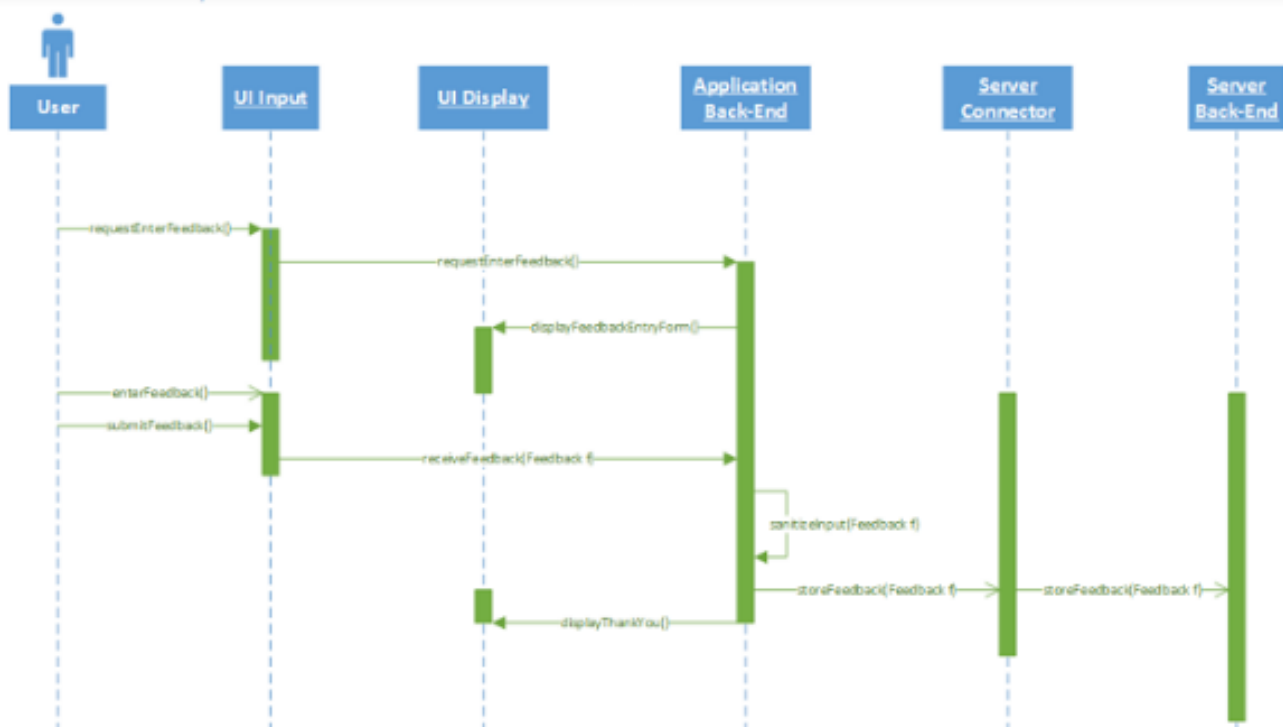 User
UI Input
UI Display
Application
Back-End
Server
Connector
Server
Back-End
requestEnterFeedback()
requestEnterFeedback()
displayFeedbackEntryForm()
enterFeedback()
submitFeedback()
receiveFeedback(Feedback f)
sanitizeInput(Feedback f)
storeFeedback(Feedback f)
storeFeedback(Feedback f)
displayThankYou()